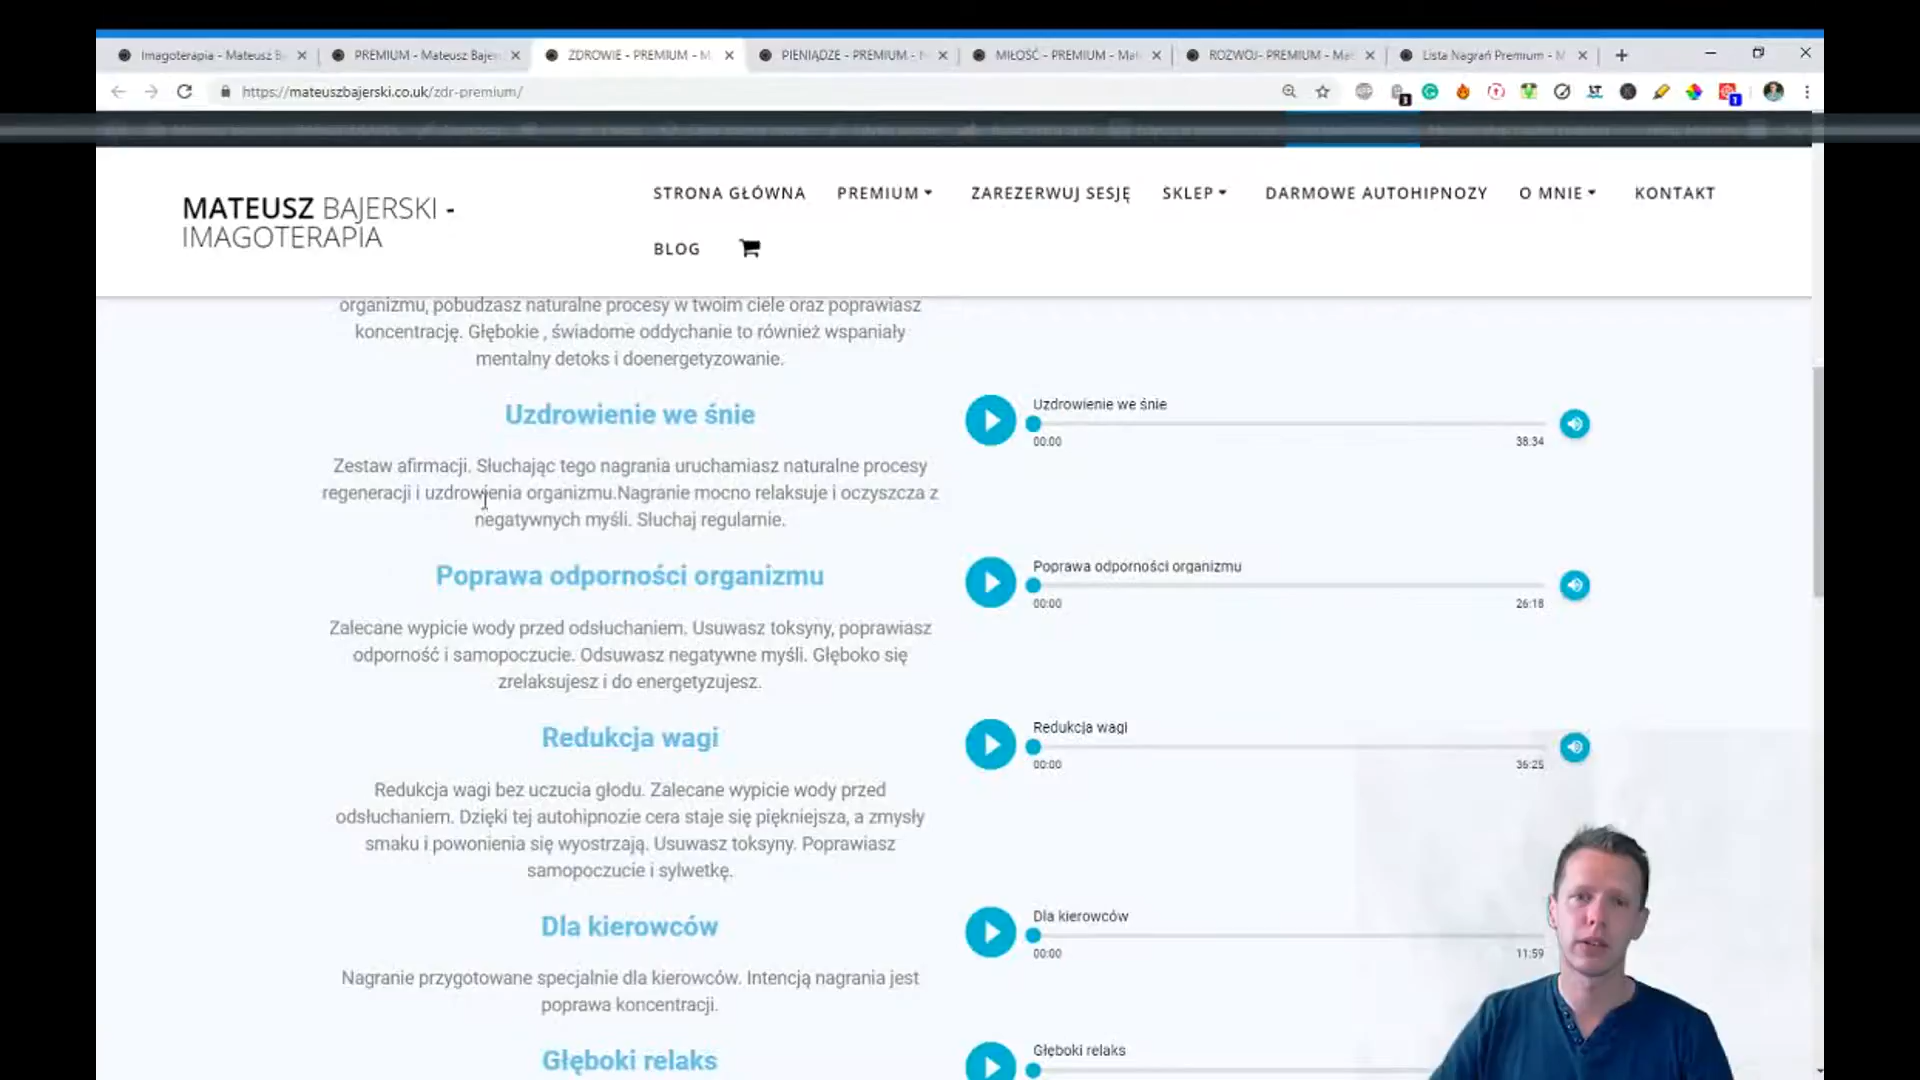 Imagoterapia - Mateusz B
PREMIUM - Mateusz Bajer
ZDROWIE - PREMIUM - M
PIENIĄDZE - PREMIUM -
MIŁOŚĆ - PREMIUM - Mat
ROZWOJ- PREMIUM - Mat
Lista Nagrań Premium - M
https://mateuszbajerski.co.uk/zdr-premium/
MATEUSZ BAJERSKI -
IMAGOTERAPIA
STRONA GŁÓWNA
PREMIUM
ZAREZERWUJ SESJĘ
SKLEP
DARMOWE AUTOHIPNOZY
O MNIE
KONTAKT
BLOG
organizmu, pobudzasz naturalne procesy w twoim ciele oraz poprawiasz
koncentrację. Głębokie , świadome oddychanie to również wspaniały
mentalny detoks i doenergetyzowanie.
Uzdrowienie we śnie
Zestaw afirmacji. Słuchając tego nagrania uruchamiasz naturalne procesy
regeneracji i uzdrowienia organizmu.Nagranie mocno relaksuje i oczyszcza z
negatywnych myśli. Słuchaj regularnie.
Uzdrowienie we śnie
00:00
38:34
Poprawa odporności organizmu
Zalecane wypicie wody przed odsłuchaniem. Usuwasz toksyny, poprawiasz
odporność i samopoczucie. Odsuwasz negatywne myśli. Głęboko się
zrelaksujesz i do energetyzujesz.
Poprawa odporności organizmu
00:00
26:18
Redukcja wagi
Redukcja wagi bez uczucia głodu. Zalecane wypicie wody przed
odsłuchaniem. Dzięki tej autohipnozie cera staje się piękniejsza, a zmysły
smaku i powonienia się wyostrzają. Usuwasz toksyny. Poprawiasz
samopoczucie i sylwetkę.
Redukcja wagi
00:00
36:25
Dla kierowców
Nagranie przygotowane specjalnie dla kierowców. Intencją nagrania jest
poprawa koncentracji.
Dla kierowców
00:00
11:59
Głęboki relaks
Głęboki relaks